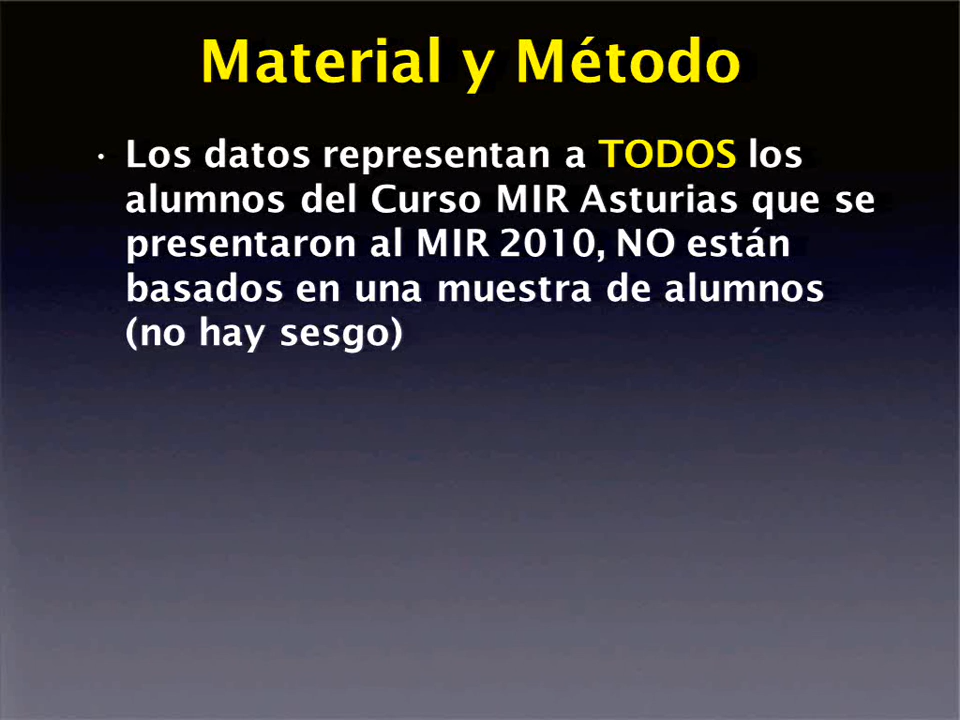 Material y Método
• Los datos representan a TODOS los
alumnos del Curso MIR Asturias que se
presentaron al MIR 2010, NO están
basados en una muestra de alumnos
(no hay sesgo)